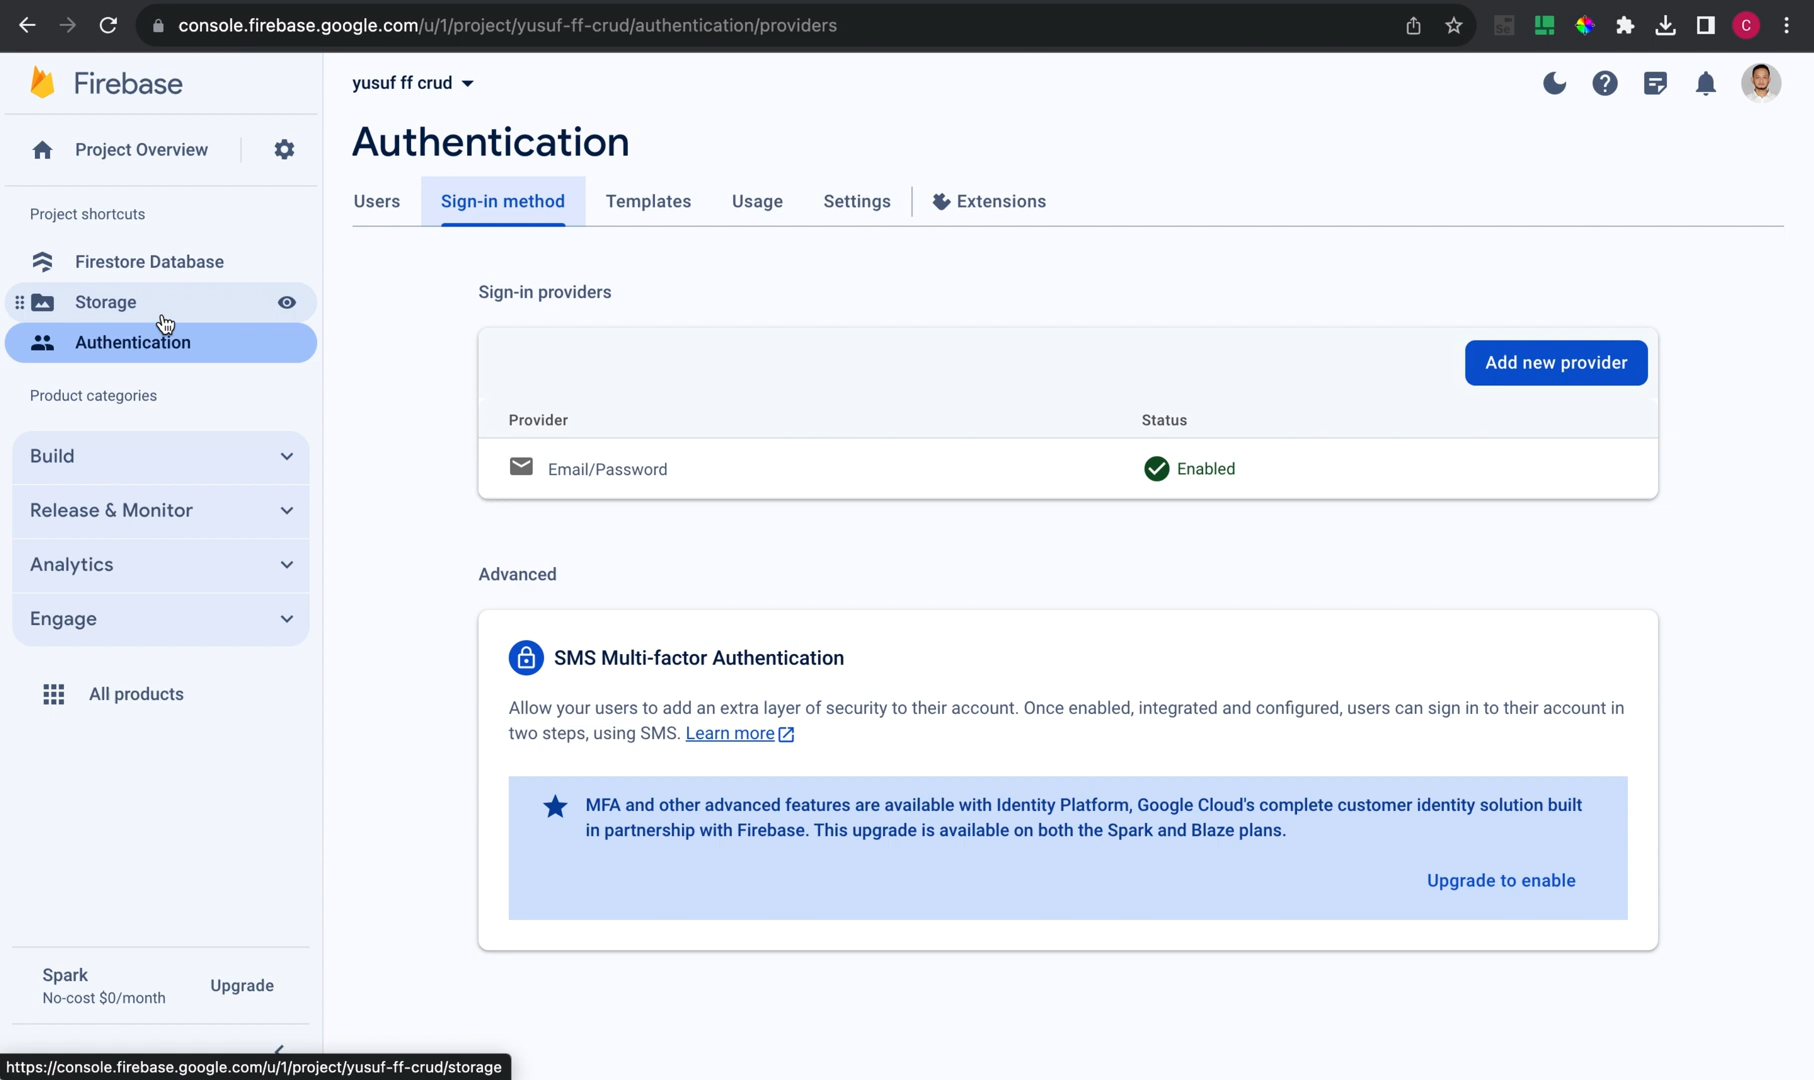 console.firebase.google.com/u/1/project/yusuf-ff-crud/authentication/providers
C
Firebase
yusuf ff crud
Project Overview
Authentication
Users
Sign-in method
Templates
Usage
Settings
Extensions
Project shortcuts
Firestore Database
Storage
Authentication
Product categories
Build
Release & Monitor
Analytics
Engage
All products
Sign-in providers
Add new provider
Provider
Status
Email/Password
Enabled
Advanced
SMS Multi-factor Authentication
Allow your users to add an extra layer of security to their account. Once enabled, integrated and configured, users can sign in to their account in
two steps, using SMS. Learn more
MFA and other advanced features are available with Identity Platform, Google Cloud's complete customer identity solution built
in partnership with Firebase. This upgrade is available on both the Spark and Blaze plans.
Upgrade to enable
Spark
No-cost $0/month
Upgrade
https://console.firebase.google.com/u/1/project/yusuf-ff-crud/storage